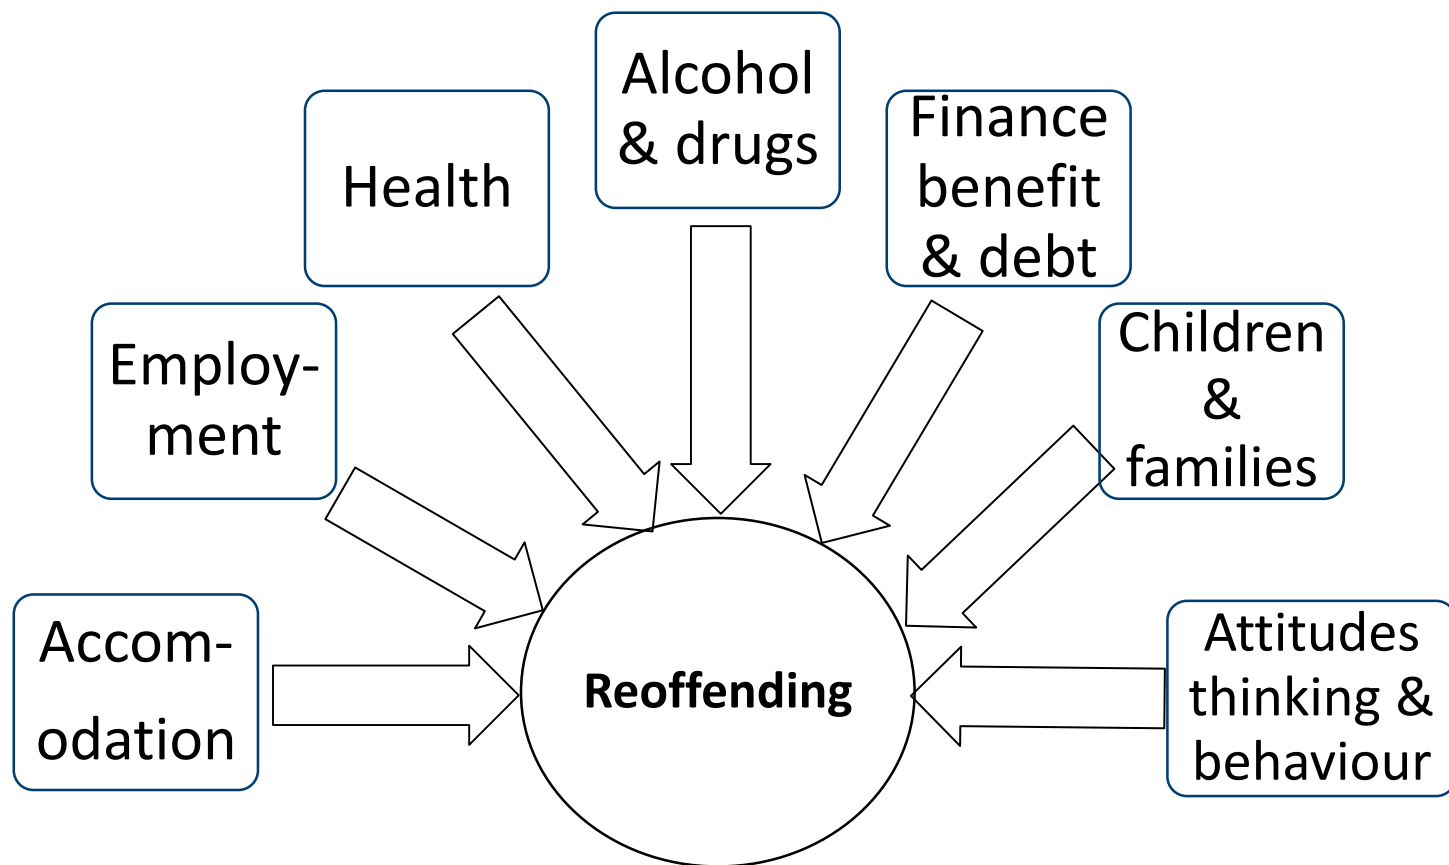 Alcohol
& drugs
Health
Finance
benefit
& debt
Employ-
ment
Children
&
families
Accom-
odation
Reoffending
Attitudes
thinking &
behaviour